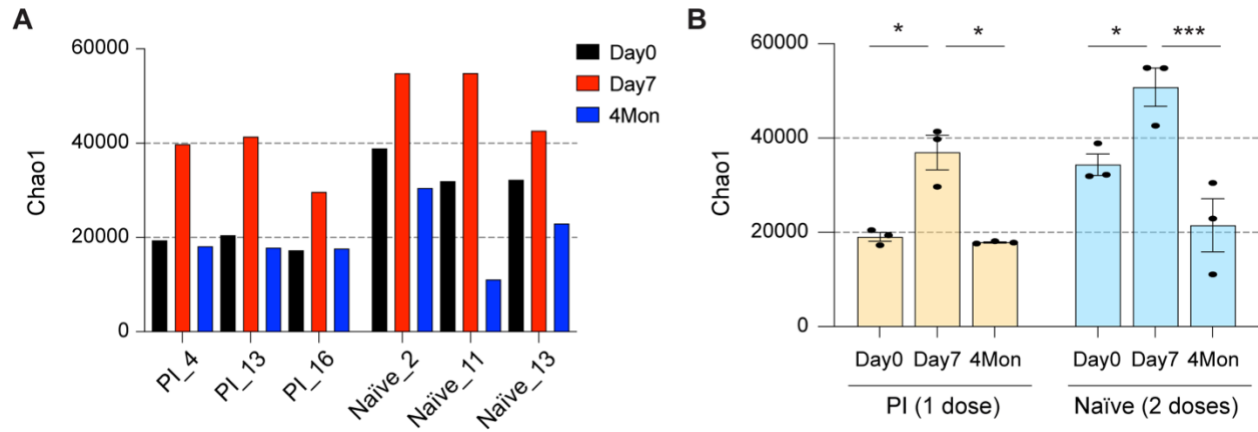 A
Chao1
60000
40000
20000
0
Day0
Day7
4Mon
PI_4
PI_13
PI_16
Naïve_2
Naïve_11
Naïve_13
B
Chao1
60000
40000
20000
0
* * * ***
Day0 Day7 4Mon Day0 Day7 4Mon
PI (1 dose) Naïve (2 doses)